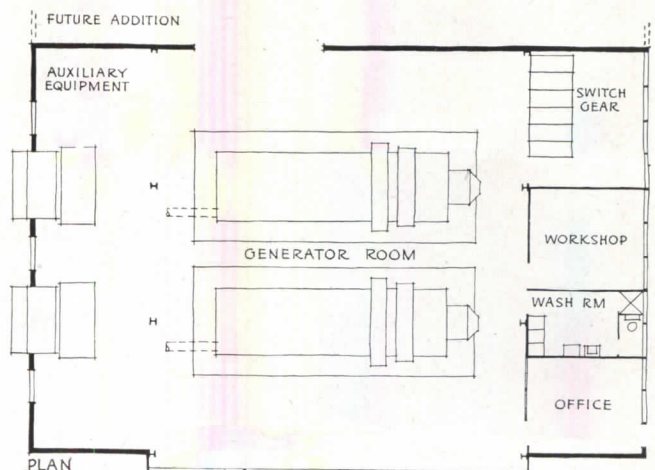 FUTURE ADDITION
AUXILIARY
EQUIPMENT
SWITCH
GEAR
GENERATOR ROOM
WORKSHOP
WASH RM
OFFICE
PLAN